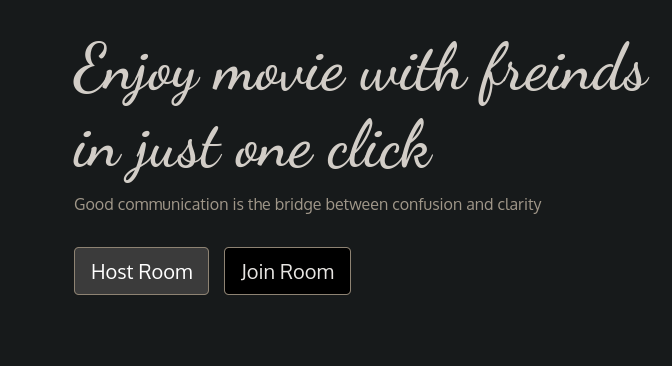 Enjoy movie with freinds
in just one click
Good communication is the bridge between confusion and clarity
Host Room
Join Room